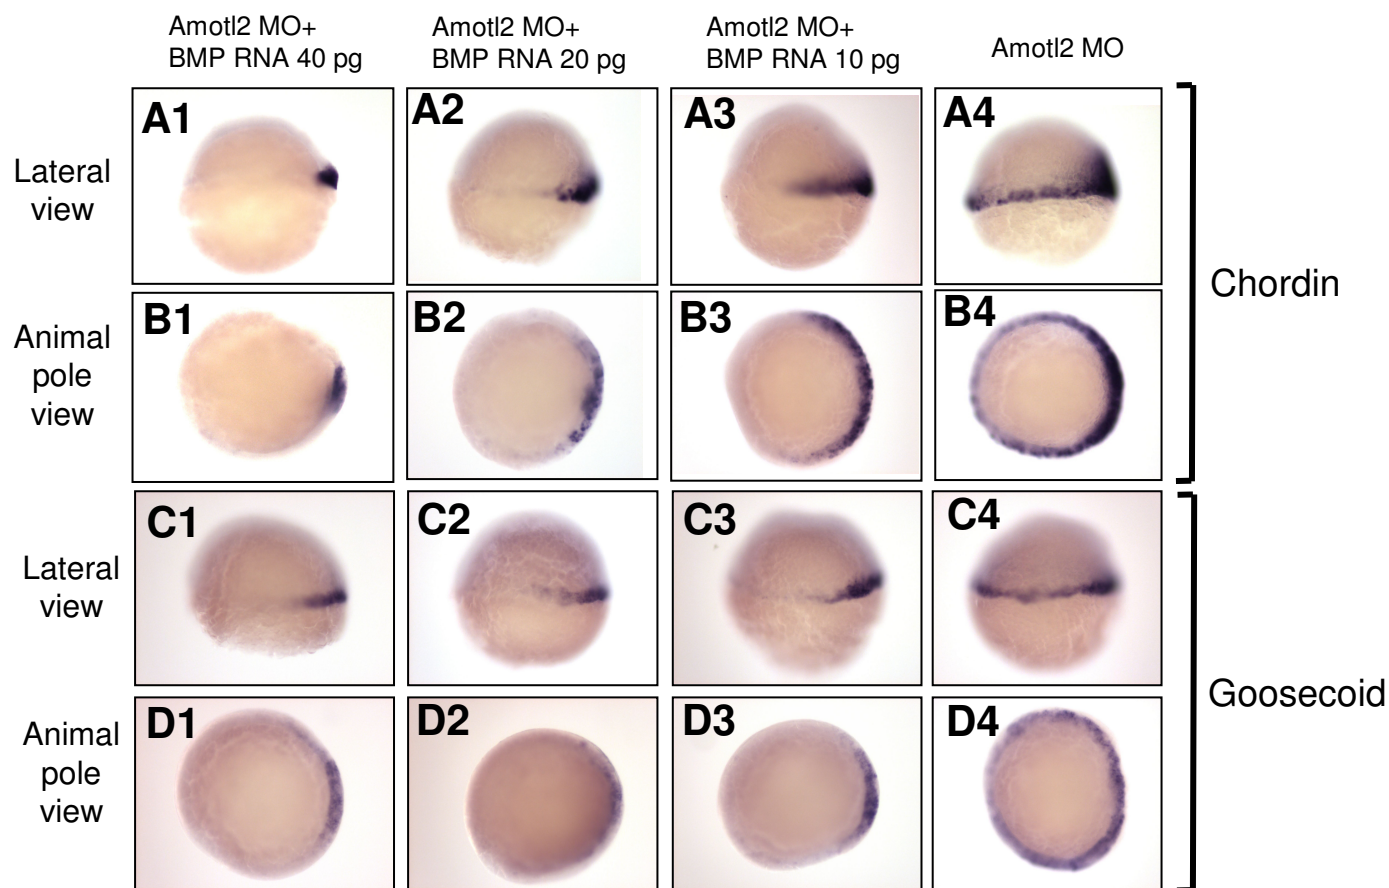 Amotl2 MO+
BMP RNA 40 pg
Amotl2 MO+
BMP RNA 20 pg
Amotl2 MO+
BMP RNA 10 pg
Amotl2 MO
Lateral
view
A1
A2
A3
A4
Chordin
Animal
pole
view
B1
B2
B3
B4
Lateral
view
C1
C2
C3
C4
Goosecoid
Animal
pole
view
D1
D2
D3
D4